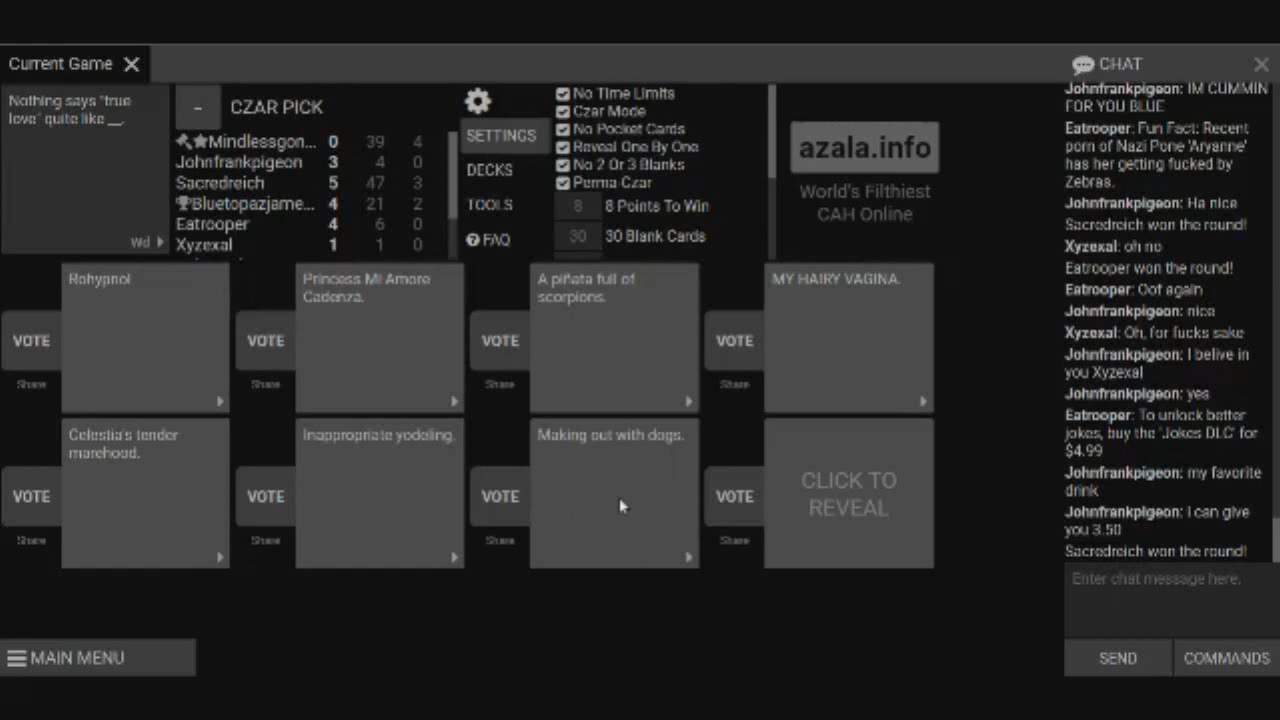 Current Game
CHAT
Nothing says "true
love" quite like __.
Wd
-
CZAR PICK
Mindlessgon... 0 39 4
Johnfrankpigeon 3 4 0
Sacredreich 5 47 3
Bluetopazjame... 4 21 2
Eatrooper 4 6 0
Xyzexal 1 1 0
SETTINGS
DECKS
TOOLS
FAQ
No Time Limits
Czar Mode
No Pocket Cards
Reveal One By One
No 2 Or 3 Blanks
Perma Czar
8 8 Points To Win
30 30 Blank Cards
azala.info
World's Filthiest
CAH Online
VOTE
Share
Rohypnol
VOTE
Share
Princess Mi Amore
Cadenza.
VOTE
Share
A piñata full of
scorpions.
VOTE
Share
MY HAIRY VAGINA.
VOTE
Share
Celestia's tender
marehood.
VOTE
Share
Inappropriate yodeling.
VOTE
Share
Making out with dogs.
VOTE
Share
CLICK TO
REVEAL
MAIN MENU
Johnfrankpigeon: IM CUMMIN
FOR YOU BLUE
Eatrooper: Fun Fact: Recent
porn of Nazi Pone 'Aryanne'
has her getting fucked by
Zebras.
Johnfrankpigeon: Ha nice
Sacredreich won the round!
Xyzexal: oh no
Eatrooper won the round!
Eatrooper: Oof again
Johnfrankpigeon: nice
Xyzexal: Oh, for fucks sake
Johnfrankpigeon: I belive in
you Xyzexal
Johnfrankpigeon: yes
Eatrooper: To unlock better
jokes, buy the 'Jokes DLC' for
$4.99
Johnfrankpigeon: my favorite
drink
Johnfrankpigeon: I can give
you 3.50
Sacredreich won the round!
Enter chat message here.
SEND
COMMANDS